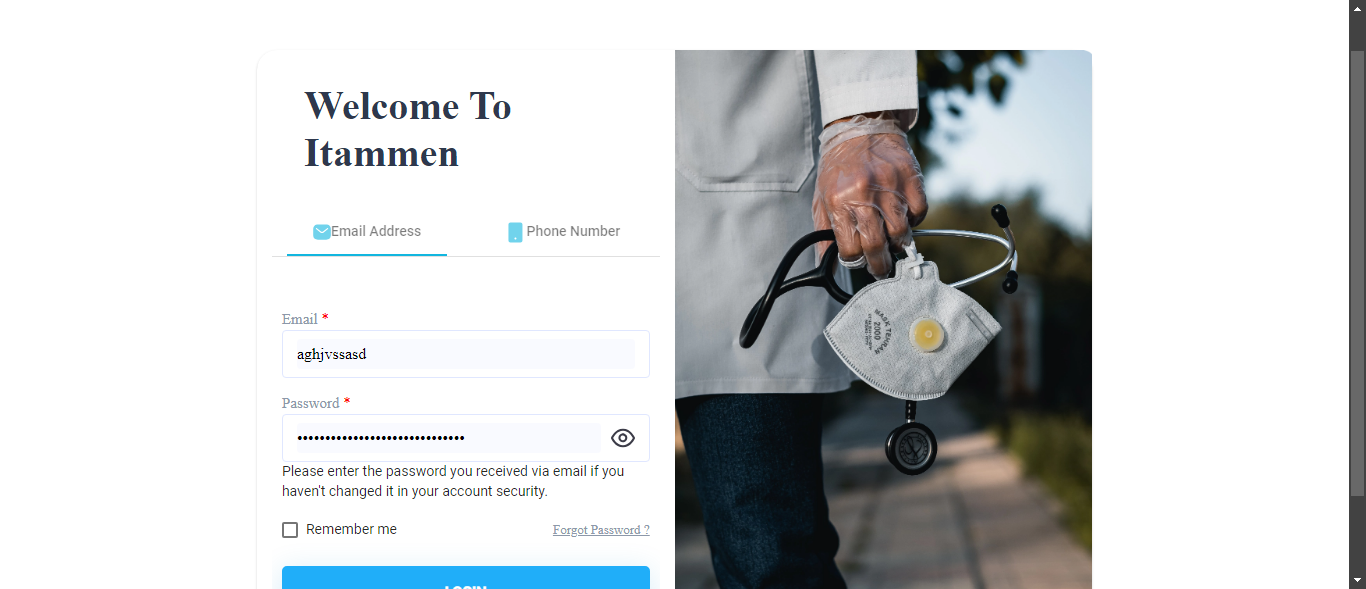 Welcome To
Itammen
Email Address
Phone Number
Email *
aghjvssasd
Password *
••••••••••••••••••••••••••••••
Please enter the password you received via email if you
haven't changed it in your account security.
Remember me
Forgot Password ?
LOGIN
MASK TEHRAN
2000